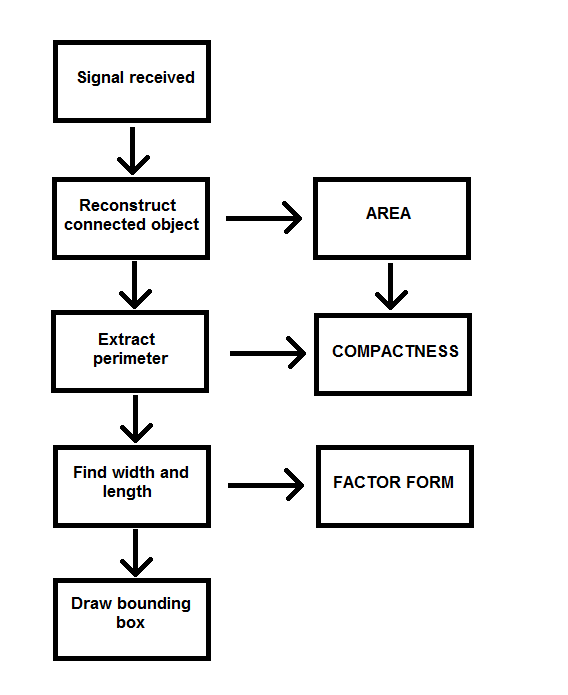 Signal received
Reconstruct
connected object
AREA
Extract
perimeter
COMPACTNESS
Find width and
length
FACTOR FORM
Draw bounding
box